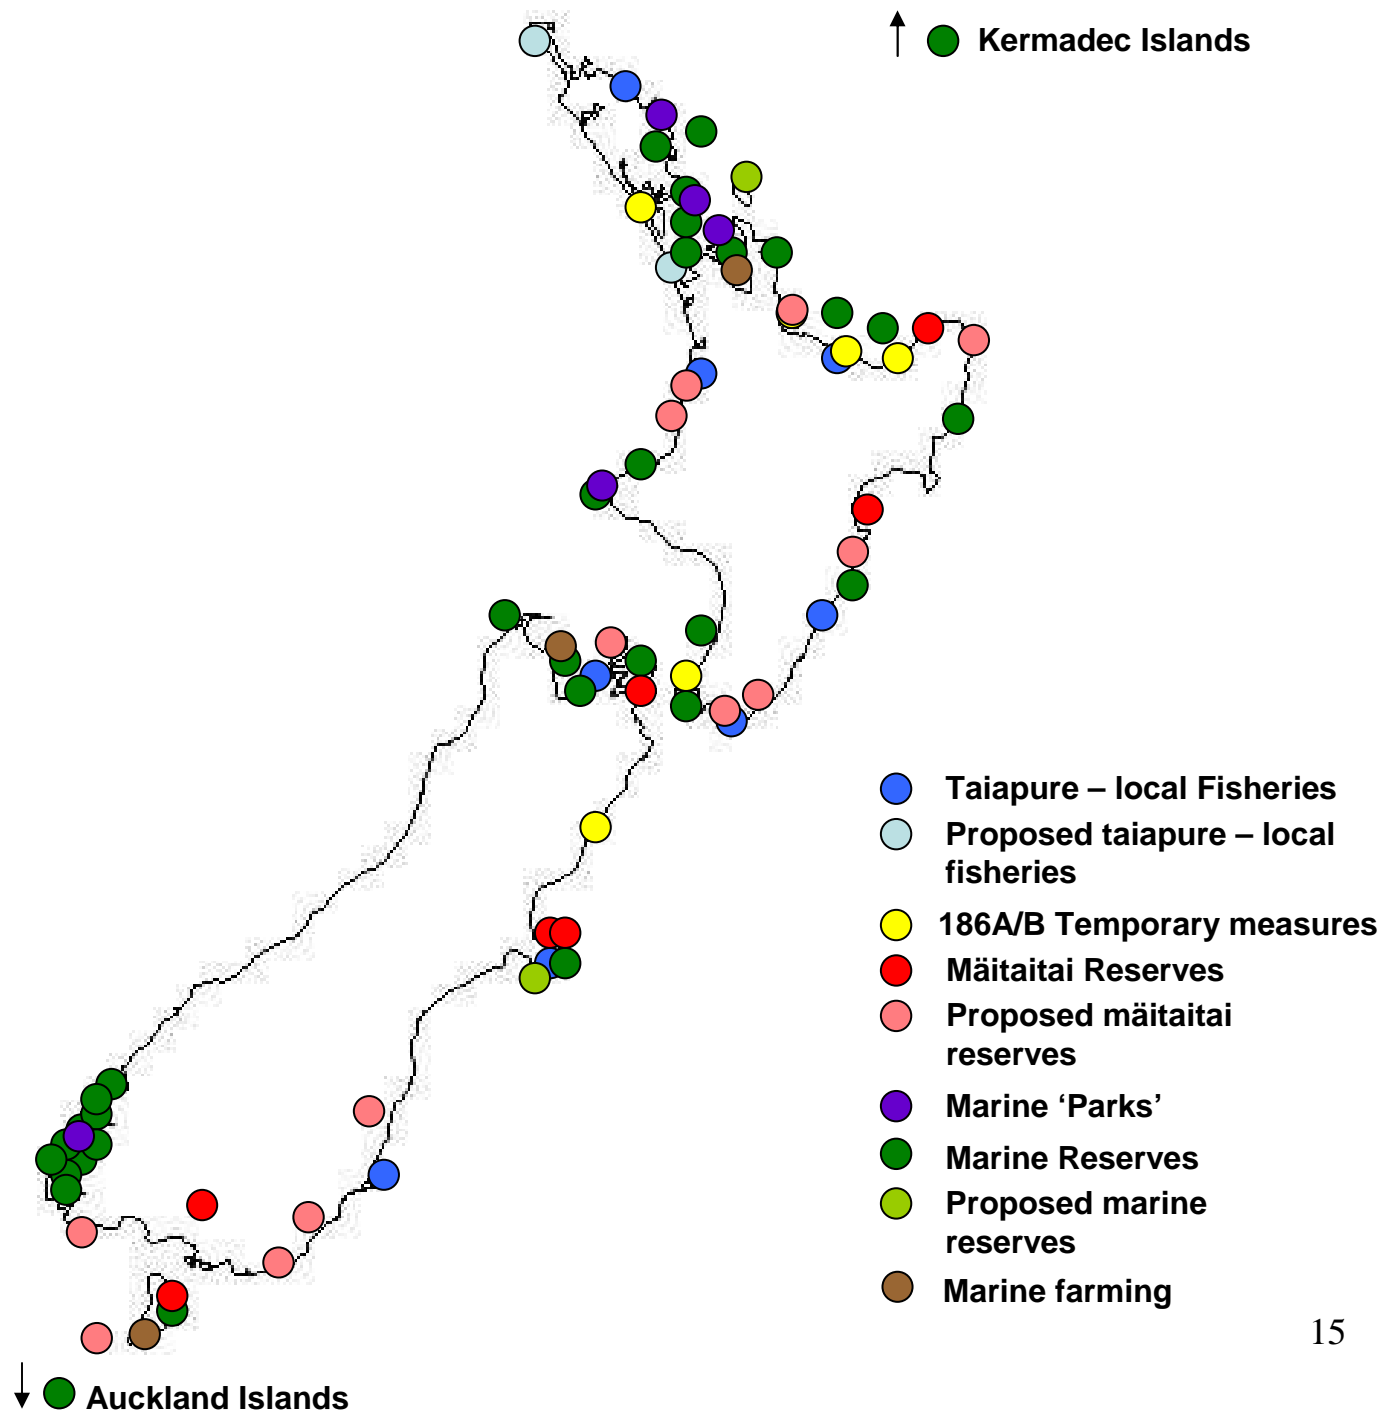 Kermadec Islands
Taiapure – local Fisheries
Proposed taiapure – local
fisheries
186A/B Temporary measures
Mäitaitai Reserves
Proposed mäitaitai
reserves
Marine ‘Parks’
Marine Reserves
Proposed marine
reserves
Marine farming
15
Auckland Islands